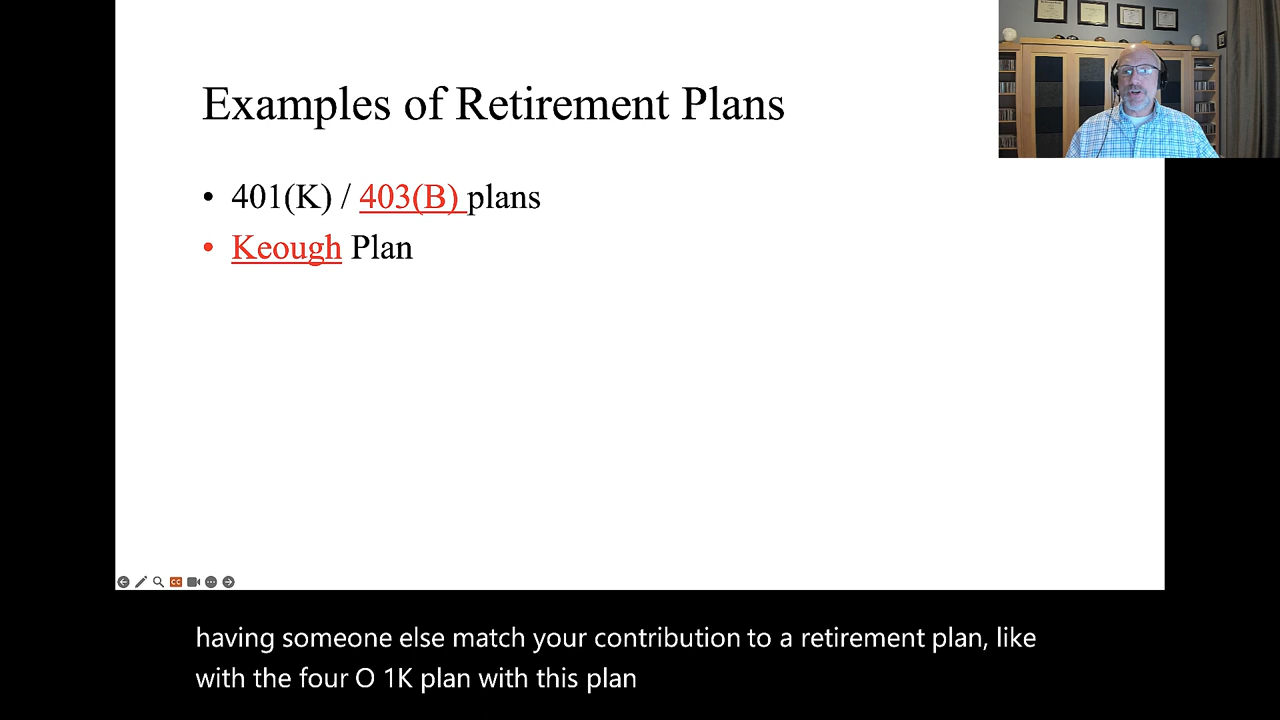 Examples of Retirement Plans
• 401(K) / 403(B) plans
• Keough Plan
CC
having someone else match your contribution to a retirement plan, like
with the four O 1K plan with this plan